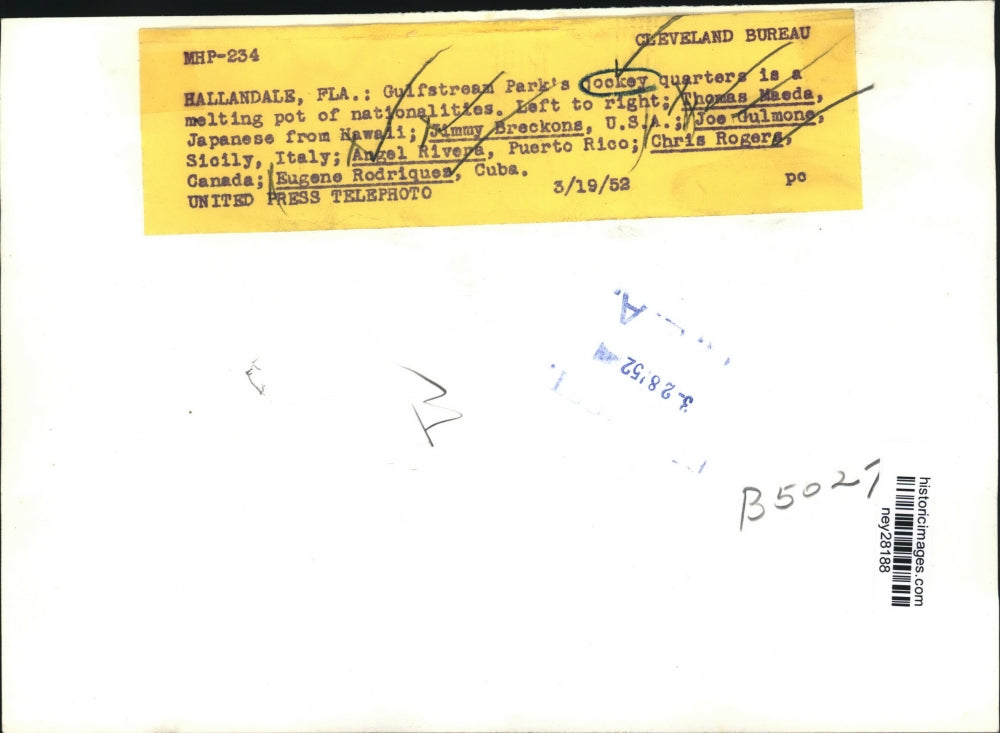 MHP-234
CLEVELAND BUREAU
HALLANDALE, FLA.: Gulfstream Park's jockey quarters is a
melting pot of nationalities. Left to right; Thomas Maeda,
Japanese from Hawaii; Jimmy Breckons, U.S.A.; Joe Culmone,
Sicily, Italy; Angel Rivera, Puerto Rico; Chris Rogers,
Canada; Eugene Rodriques, Cuba.
UNITED PRESS TELEPHOTO 3/19/52 pc
A.
3-28'52
B5027
historicimages.com
ney28188